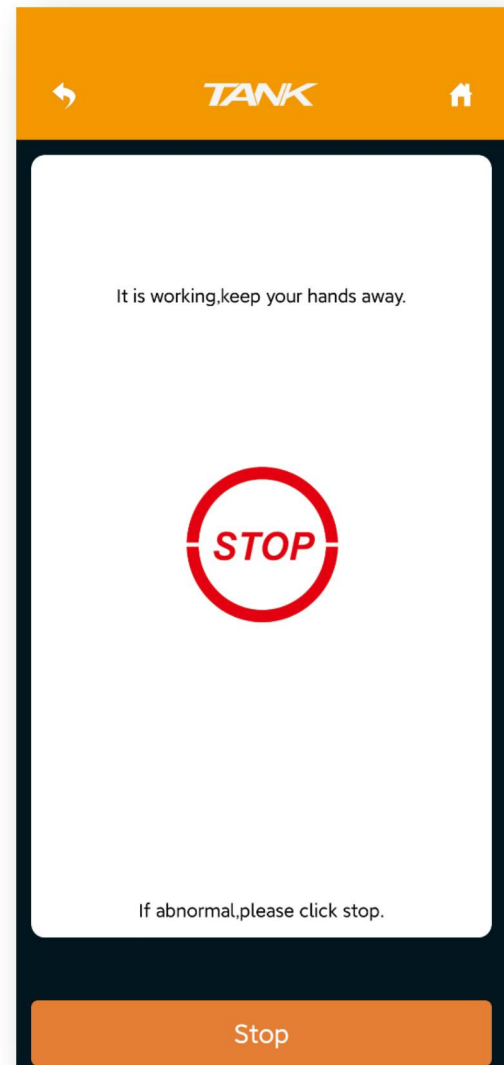 TANK
It is working,keep your hands away.
STOP
If abnormal,please click stop.
Stop